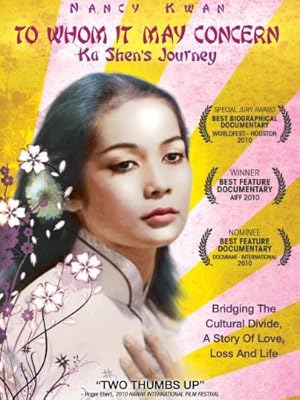 NANCY KWAN
TO WHOM IT MAY CONCERN
Ka Shen's Journey
SPECIAL JURY AWARD
BEST BIOGRAPHICAL
DOCUMENTARY
WORLDFEST - HOUSTON
2010
WINNER
BEST FEATURE
DOCUMENTARY
AIFF 2010
NOMINEE
BEST FEATURE
DOCUMENTARY
DOCMIAMI - INTERNATIONAL
2010
Bridging The
Cultural Divide,
A Story Of Love,
Loss And Life
"TWO THUMBS UP"
- Roger Ebert, 2010 HAWAII INTERNATIONAL FILM FESTIVAL